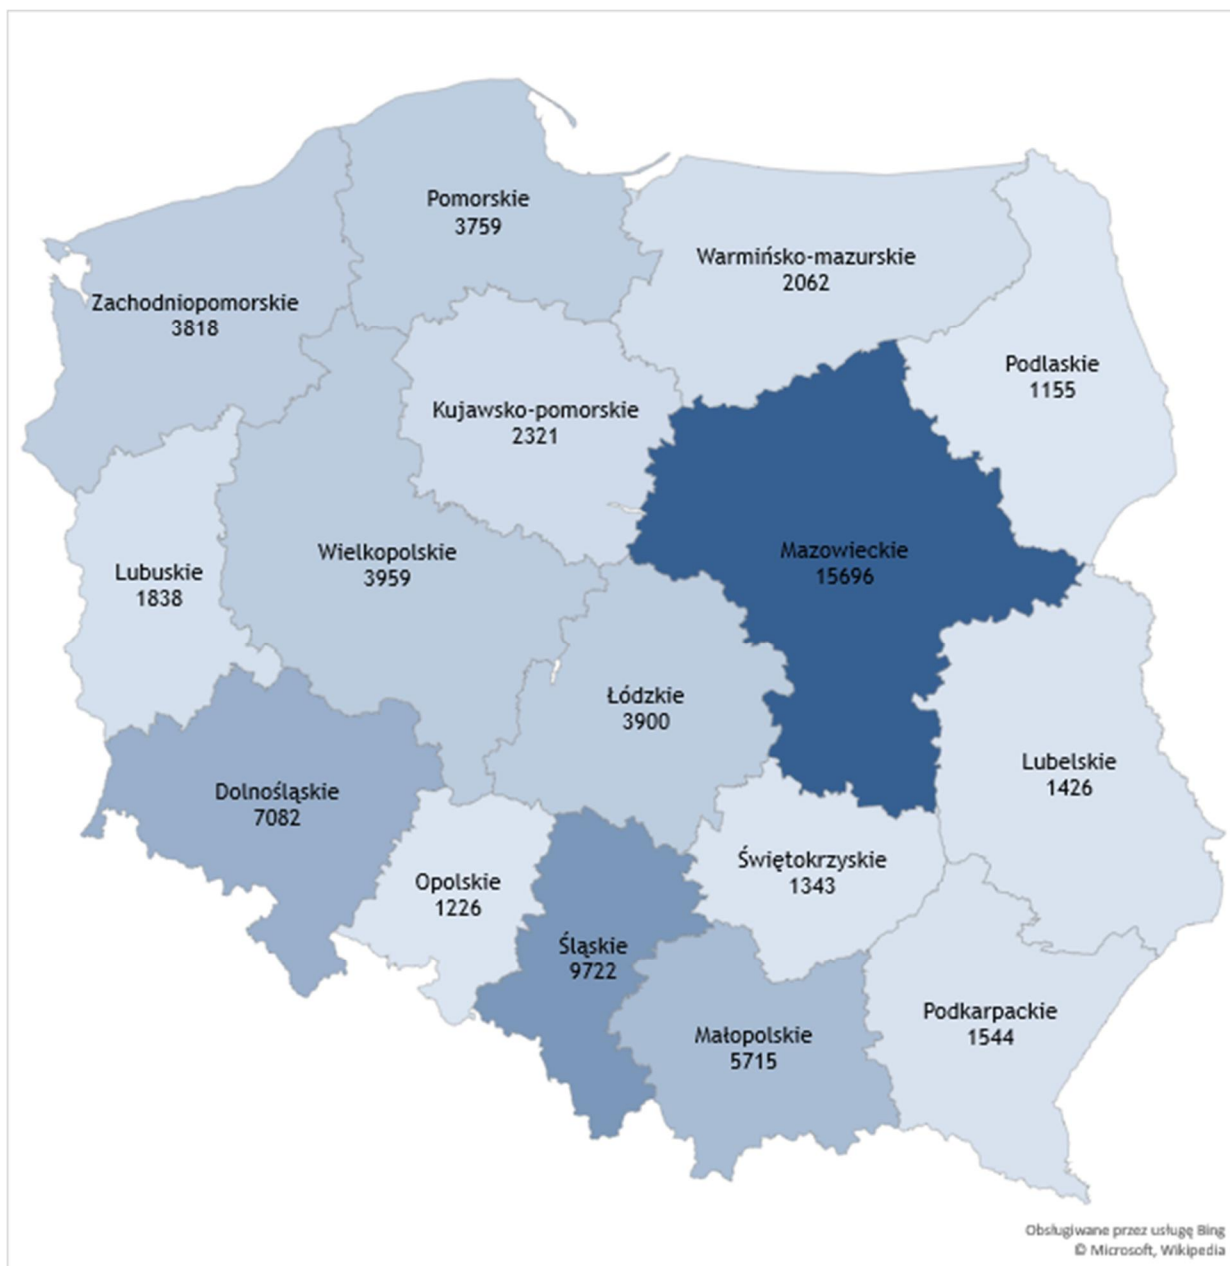 Pomorskie
3759
Warmińsko-mazurskie
2062
Zachodniopomorskie
3818
Podlaskie
1155
Kujawsko-pomorskie
2321
Wielkopolskie
3959
Mazowieckie
15696
Lubuskie
1838
Łódzkie
3900
Lubelskie
1426
Dolnośląskie
7082
Świętokrzyskie
1343
Opolskie
1226
Śląskie
9722
Podkarpackie
1544
Małopolskie
5715
Obsługiwane przez usługę Bing
© Microsoft, Wikipedia